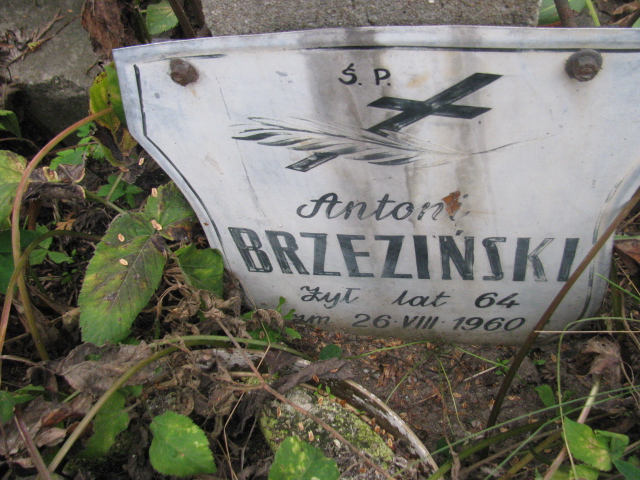 Ś. P.
Antoni
BRZEZIŃSKI
Żył lat 64
zm 26·VIII·1960